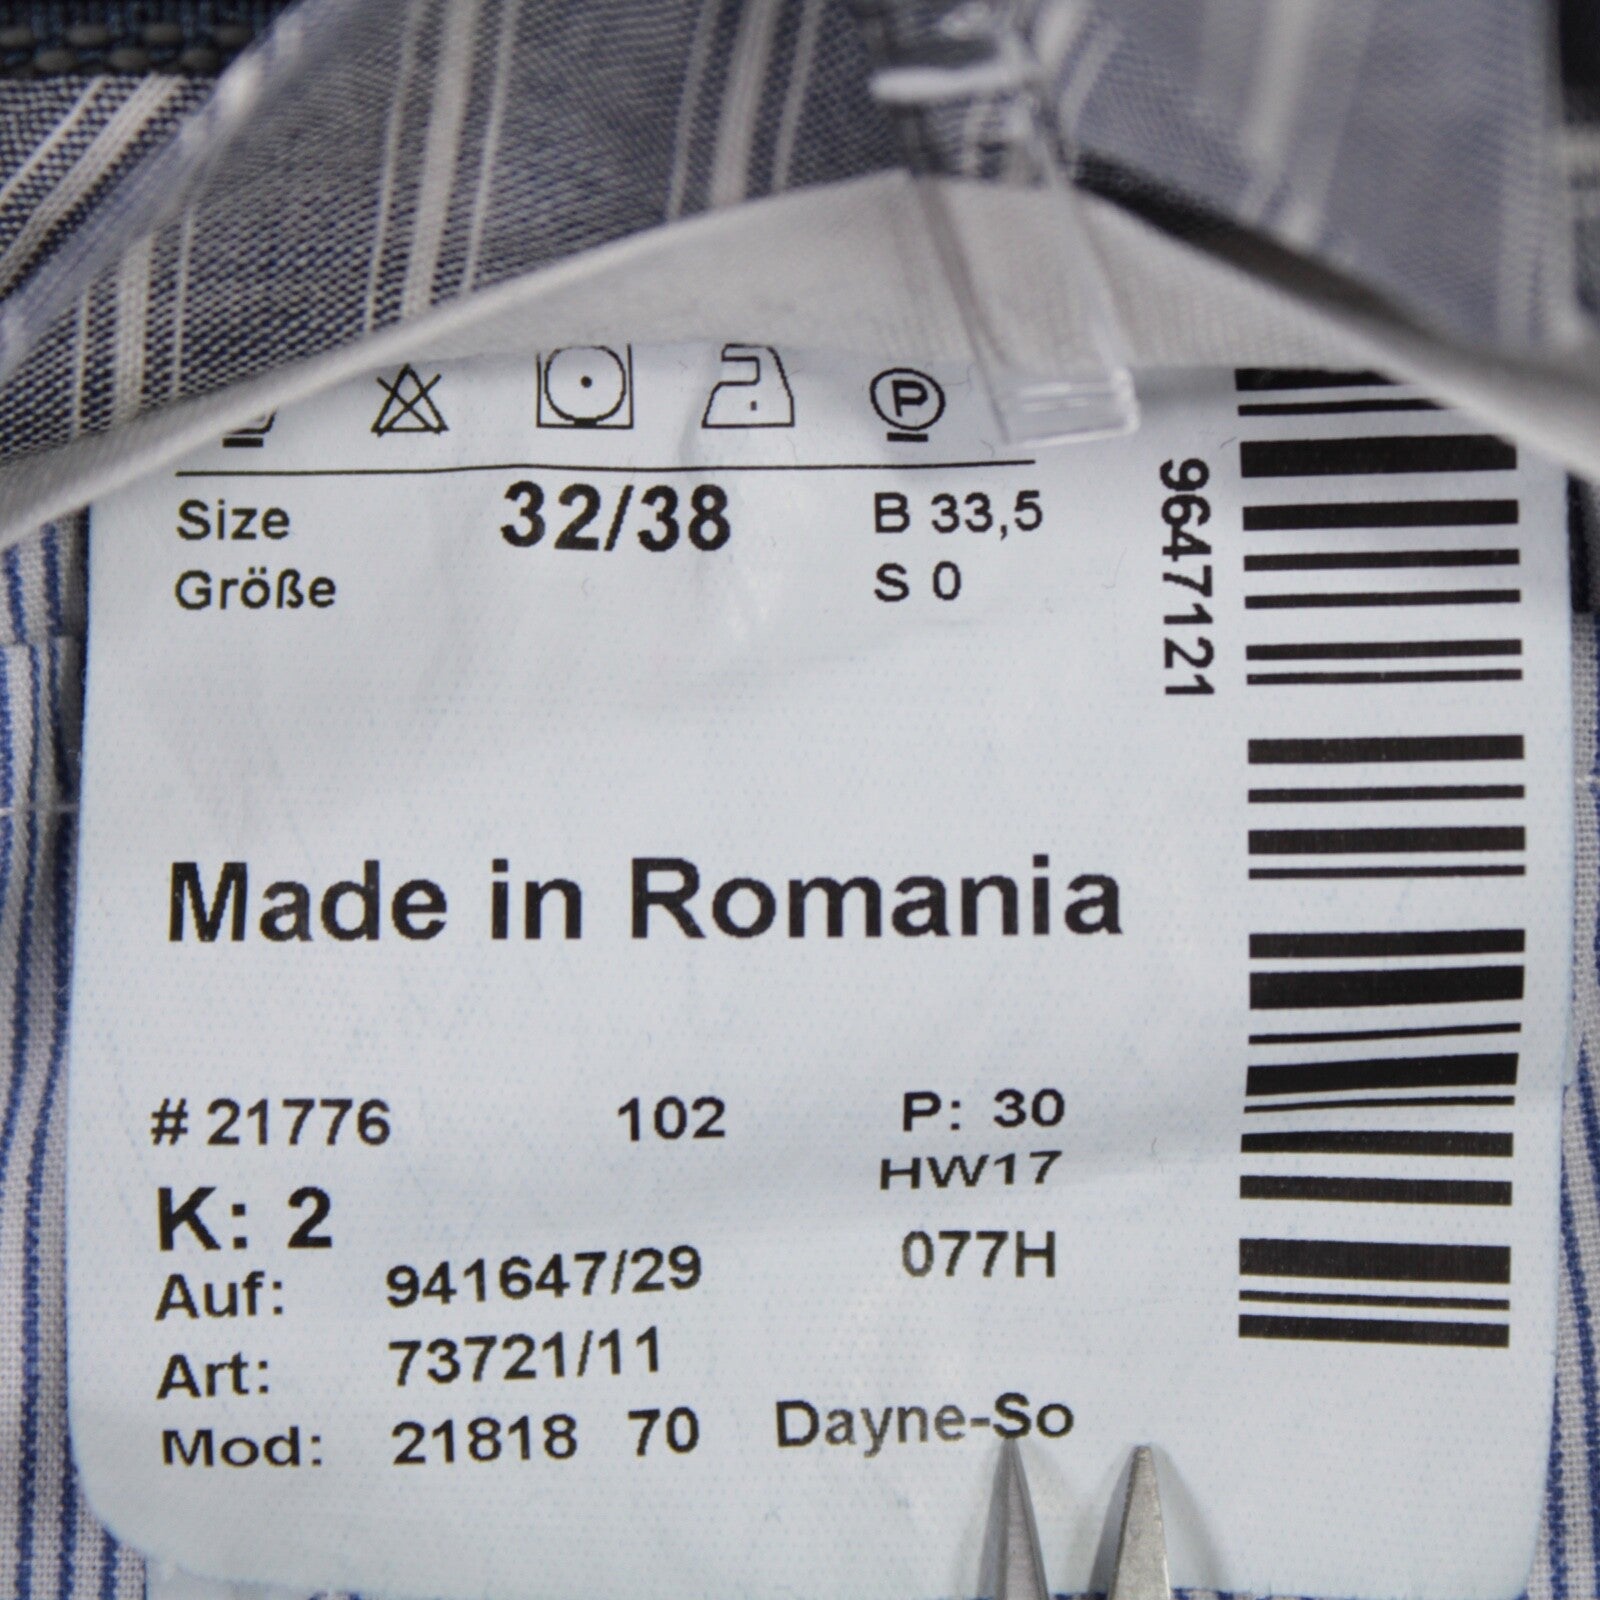 P
Size 32/38 B 33,5
Größe S 0
9647121
Made in Romania
# 21776 102 P: 30
HW17
K: 2
077H
Auf: 941647/29
Art: 73721/11
Mod: 21818 70 Dayne-So